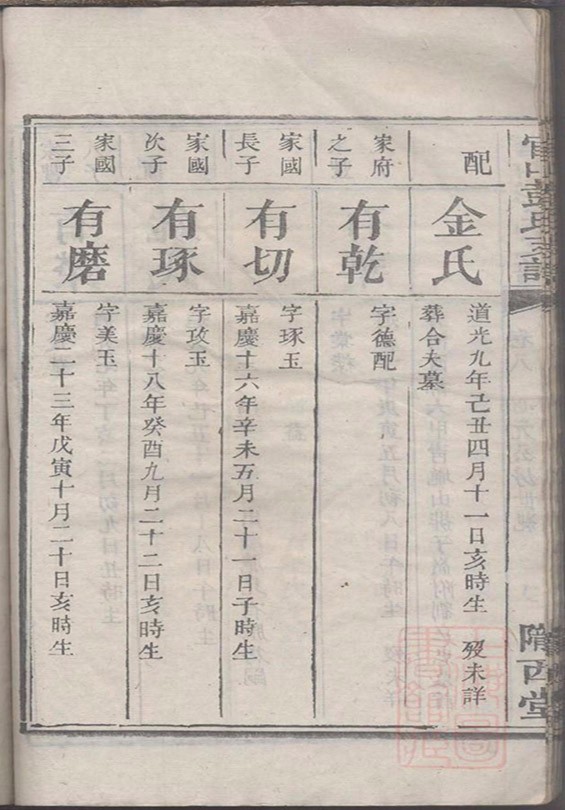 彭氏
隴西堂
配
金氏
道光九年己丑四月十一日亥時生 歿未詳
葬合夫墓
家府
之子
有乾
字德配
家國
長子
有切
字琢玉
嘉慶十六年辛未五月二十一日子時生
家國
次子
有琢
字攻玉
嘉慶十八年癸酉九月二十二日亥時生
家國
三子
有磨
字美玉
嘉慶二十三年戊寅十月二十日亥時生